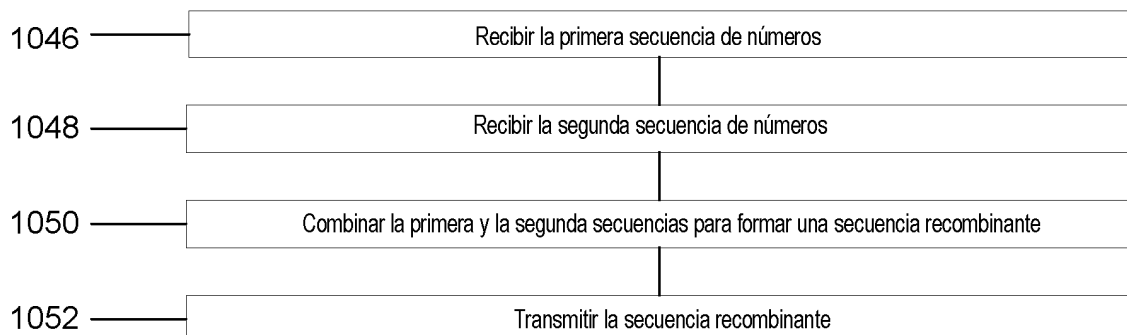 1046 Recibir la primera secuencia de números
1048 Recibir la segunda secuencia de números
1050 Combinar la primera y la segunda secuencias para formar una secuencia recombinante
1052 Transmitir la secuencia recombinante